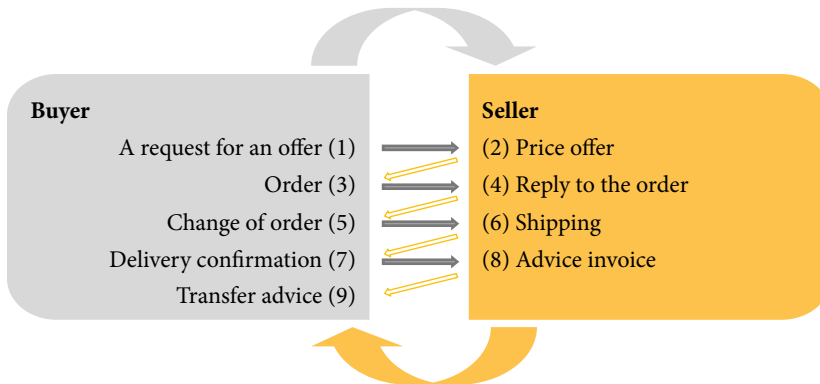 Buyer
A request for an offer (1)
Order (3)
Change of order (5)
Delivery confirmation (7)
Transfer advice (9)
Seller
(2) Price offer
(4) Reply to the order
(6) Shipping
(8) Advice invoice